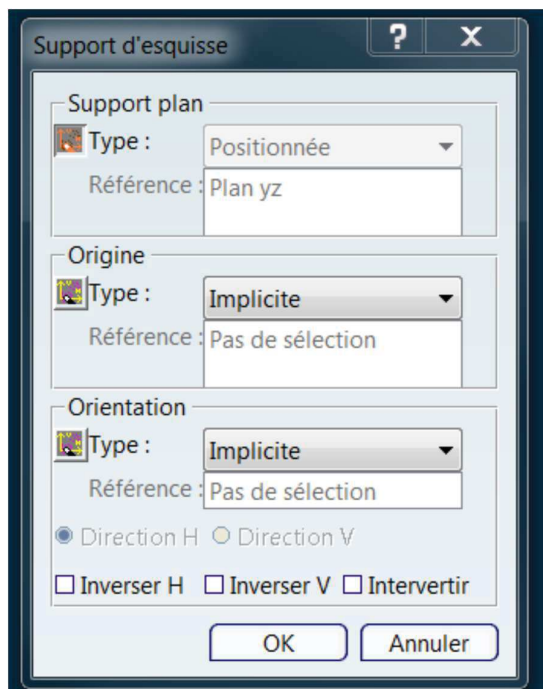 Support d'esquisse ? X
Support plan
Type : Positionnée
Référence : Plan yz
Origine
Type : Implicite
Référence : Pas de sélection
Orientation
Type : Implicite
Référence : Pas de sélection
Direction H Direction V
Inverser H Inverser V Intervertir
OK Annuler